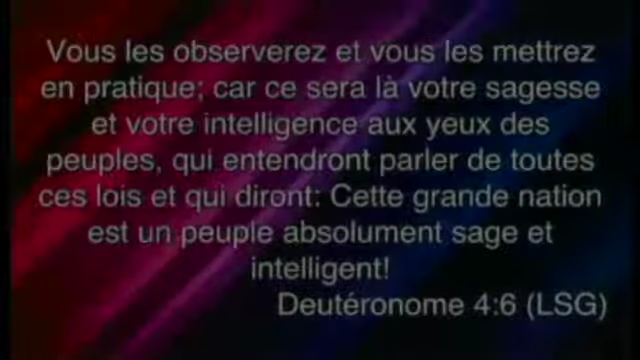 Vous les observerez et vous les mettrez
en pratique; car ce sera là votre sagesse
et votre intelligence aux yeux des
peuples, qui entendront parler de toutes
ces lois et qui diront: Cette grande nation
est un peuple absolument sage et
intelligent!
Deutéronome 4:6 (LSG)